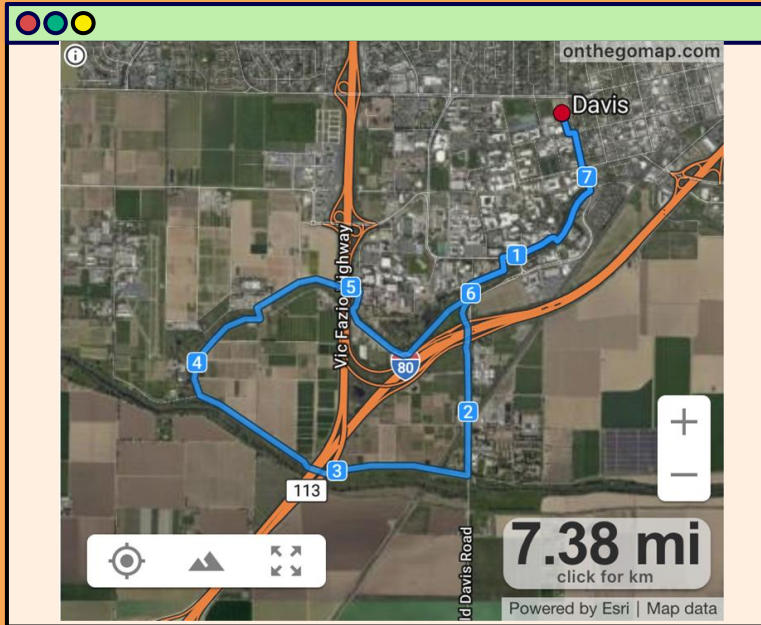 onthegomap.com
Davis
7
1
6
5
Vic Fazio Highway
4
80
2
3
113
ld Davis Road
7.38 mi
click for km
Powered by Esri | Map data